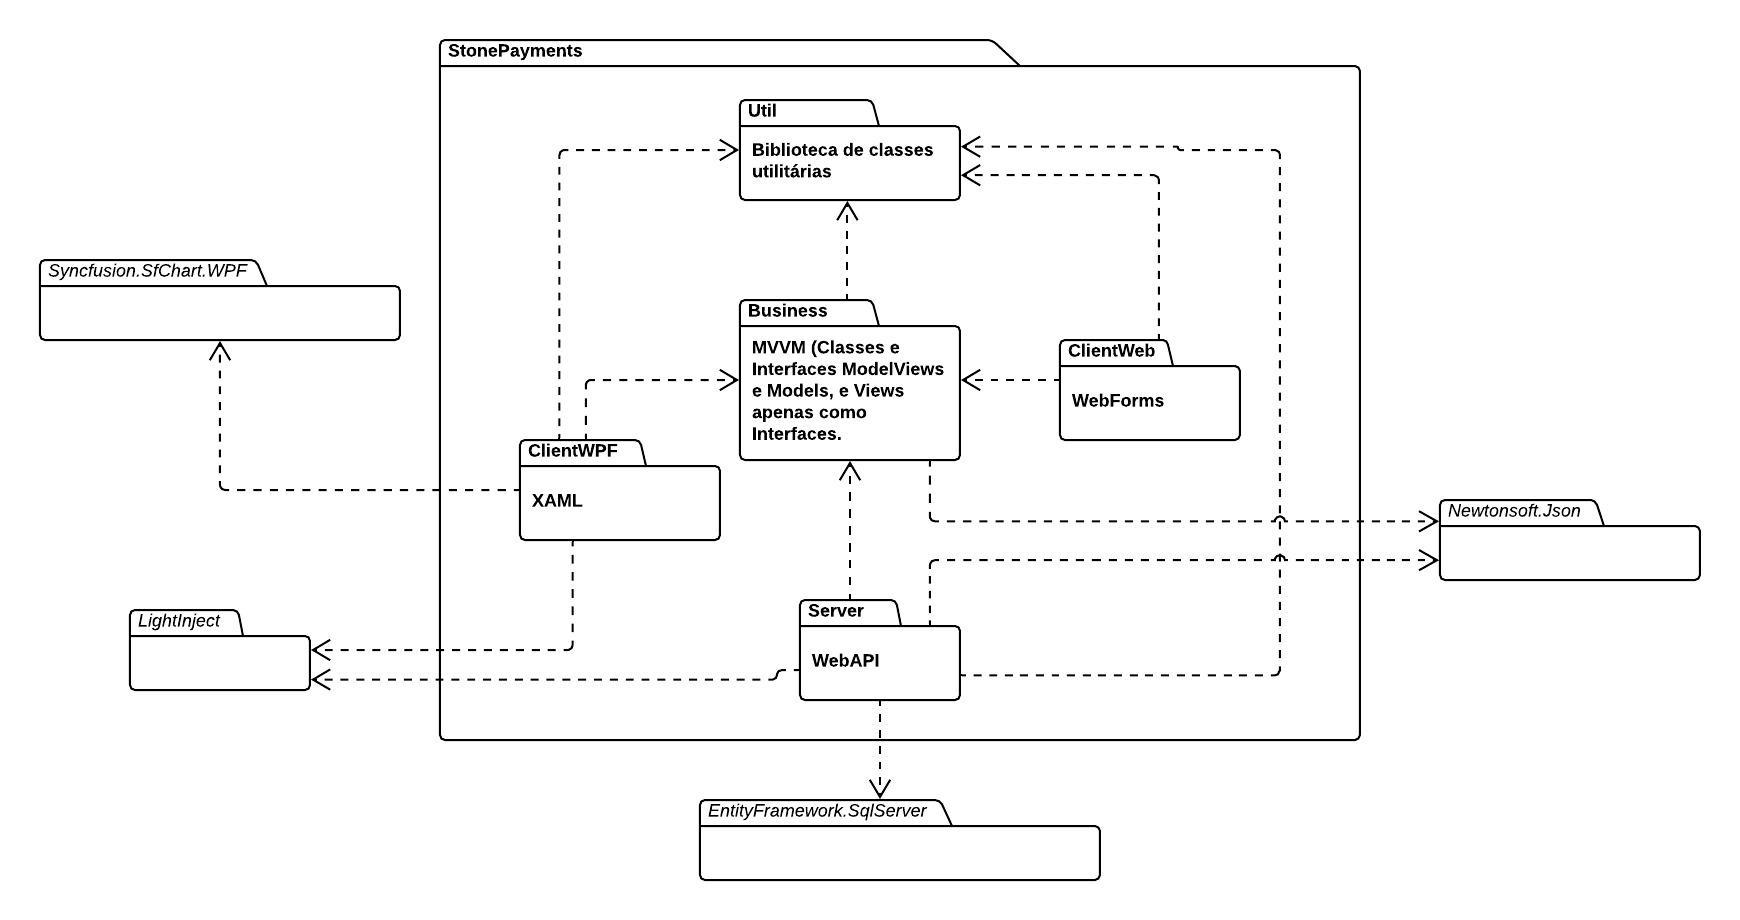 StonePayments
Util
Biblioteca de classes
utilitárias
Syncfusion.SfChart.WPF
Business
MVVM (Classes e
Interfaces ModelViews
e Models, e Views
apenas como
Interfaces.
ClientWeb
WebForms
ClientWPF
XAML
Newtonsoft.Json
LightInject
Server
WebAPI
EntityFramework.SqlServer